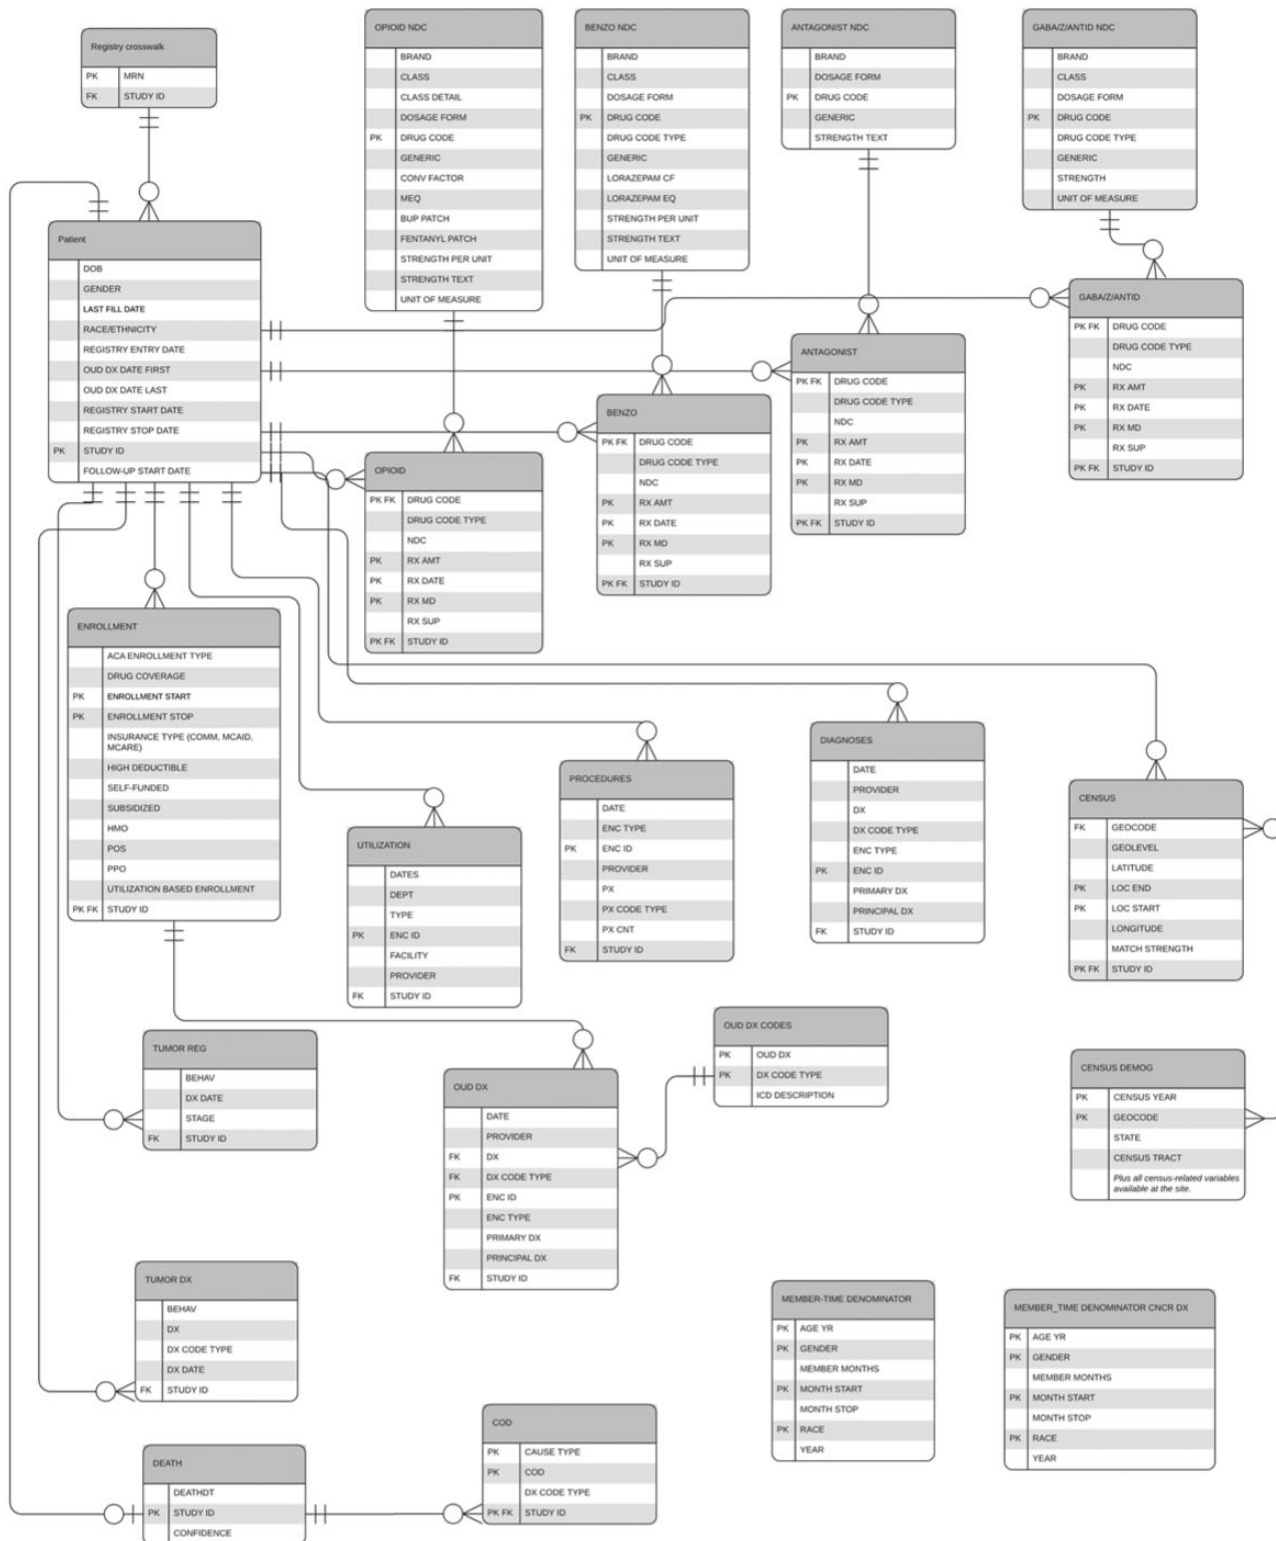 Registry crosswalk
PK MRN
FK STUDY ID
OPIOID NDC
BRAND
CLASS
CLASS DETAIL
DOSAGE FORM
PK DRUG CODE
GENERIC
CONV FACTOR
MEQ
BUP PATCH
FENTANYL PATCH
STRENGTH PER UNIT
STRENGTH TEXT
UNIT OF MEASURE
BENZO NDC
BRAND
CLASS
DOSAGE FORM
PK DRUG CODE
DRUG CODE TYPE
GENERIC
LORAZEPAM CF
LORAZEPAM EQ
STRENGTH PER UNIT
STRENGTH TEXT
UNIT OF MEASURE
ANTAGONIST NDC
BRAND
DOSAGE FORM
PK DRUG CODE
GENERIC
STRENGTH TEXT
GABA/Z/ANTID NDC
BRAND
CLASS
DOSAGE FORM
PK DRUG CODE
DRUG CODE TYPE
GENERIC
STRENGTH
UNIT OF MEASURE
Patient
DOB
GENDER
LAST FILL DATE
RACE/ETHNICITY
REGISTRY ENTRY DATE
OUD DX DATE FIRST
OUD DX DATE LAST
REGISTRY START DATE
REGISTRY STOP DATE
PK STUDY ID
FOLLOW-UP START DATE
OPIOID
PK FK DRUG CODE
DRUG CODE TYPE
NDC
PK RX AMT
PK RX DATE
PK RX MD
RX SUP
PK FK STUDY ID
BENZO
PK FK DRUG CODE
DRUG CODE TYPE
NDC
PK RX AMT
PK RX DATE
PK RX MD
RX SUP
PK FK STUDY ID
ANTAGONIST
PK FK DRUG CODE
DRUG CODE TYPE
NDC
PK RX AMT
PK RX DATE
PK RX MD
RX SUP
PK FK STUDY ID
GABA/Z/ANTID
PK FK DRUG CODE
DRUG CODE TYPE
NDC
PK RX AMT
PK RX DATE
PK RX MD
RX SUP
PK FK STUDY ID
ENROLLMENT
ACA ENROLLMENT TYPE
DRUG COVERAGE
PK ENROLLMENT START
PK ENROLLMENT STOP
INSURANCE TYPE (COMM, MCAID,
MCARE)
HIGH DEDUCTIBLE
SELF-FUNDED
SUBSIDIZED
HMO
POS
PPO
UTILIZATION BASED ENROLLMENT
PK FK STUDY ID
UTILIZATION
DATES
DEPT
TYPE
PK ENC ID
FACILITY
PROVIDER
FK STUDY ID
PROCEDURES
DATE
ENC TYPE
PK ENC ID
PROVIDER
PX
PX CODE TYPE
PX CNT
FK STUDY ID
DIAGNOSES
DATE
PROVIDER
DX
DX CODE TYPE
ENC TYPE
PK ENC ID
PRIMARY DX
PRINCIPAL DX
FK STUDY ID
CENSUS
FK GEOCODE
GEOLEVEL
LATITUDE
PK LOC END
PK LOC START
LONGITUDE
MATCH STRENGTH
PK FK STUDY ID
TUMOR REG
BEHAV
DX DATE
STAGE
FK STUDY ID
OUD DX
DATE
PROVIDER
FK DX
FK DX CODE TYPE
PK ENC ID
ENC TYPE
PRIMARY DX
PRINCIPAL DX
FK STUDY ID
OUD DX CODES
PK OUD DX
PK DX CODE TYPE
ICD DESCRIPTION
CENSUS DEMOG
PK CENSUS YEAR
PK GEOCODE
STATE
CENSUS TRACT
Plus all census-related variables
available at the site.
TUMOR DX
BEHAV
DX
DX CODE TYPE
DX DATE
FK STUDY ID
MEMBER-TIME DENOMINATOR
PK AGE YR
PK GENDER
MEMBER MONTHS
PK MONTH START
MONTH STOP
PK RACE
YEAR
MEMBER_TIME DENOMINATOR CNCR DX
PK AGE YR
PK GENDER
MEMBER MONTHS
PK MONTH START
MONTH STOP
PK RACE
YEAR
DEATH
DEATHDT
PK STUDY ID
CONFIDENCE
COD
PK CAUSE TYPE
PK COD
DX CODE TYPE
PK FK STUDY ID